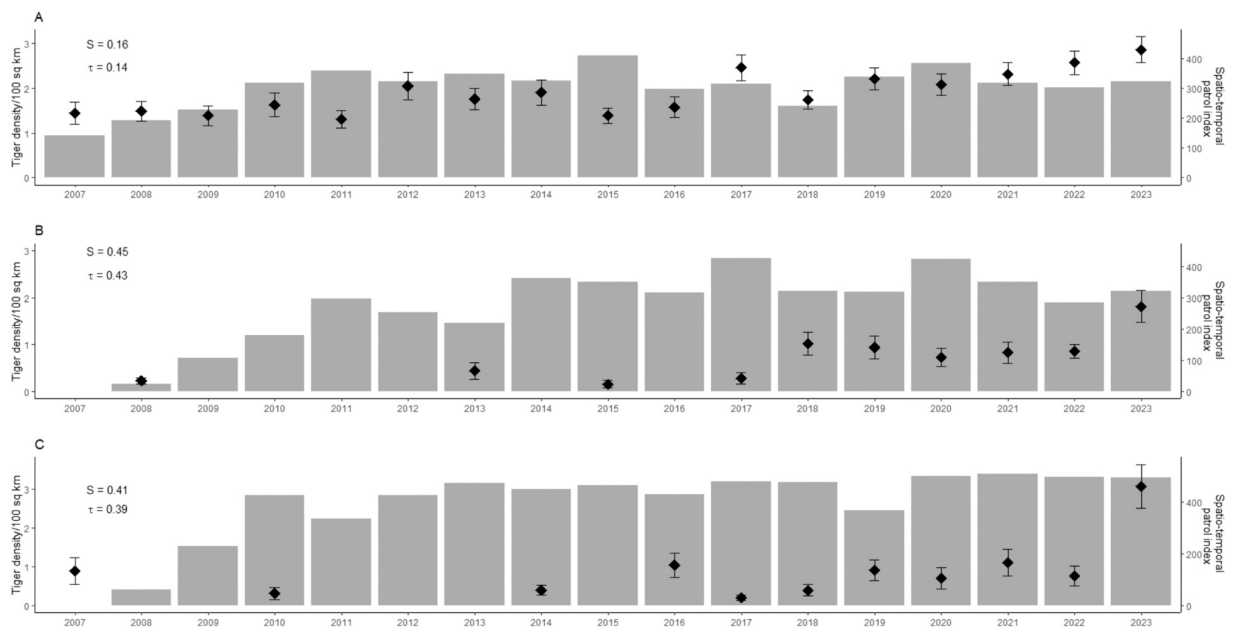 A
S = 0.16
τ = 0.14
Tiger density/100 sq km
3
2
1
0
Spatio-temporal
patrol index
400
300
200
100
0
2007 2008 2009 2010 2011 2012 2013 2014 2015 2016 2017 2018 2019 2020 2021 2022 2023
B
S = 0.45
τ = 0.43
Tiger density/100 sq km
3
2
1
0
Spatio-temporal
patrol index
400
300
200
100
0
2007 2008 2009 2010 2011 2012 2013 2014 2015 2016 2017 2018 2019 2020 2021 2022 2023
C
S = 0.41
τ = 0.39
Tiger density/100 sq km
3
2
1
0
Spatio-temporal
patrol index
400
200
0
2007 2008 2009 2010 2011 2012 2013 2014 2015 2016 2017 2018 2019 2020 2021 2022 2023